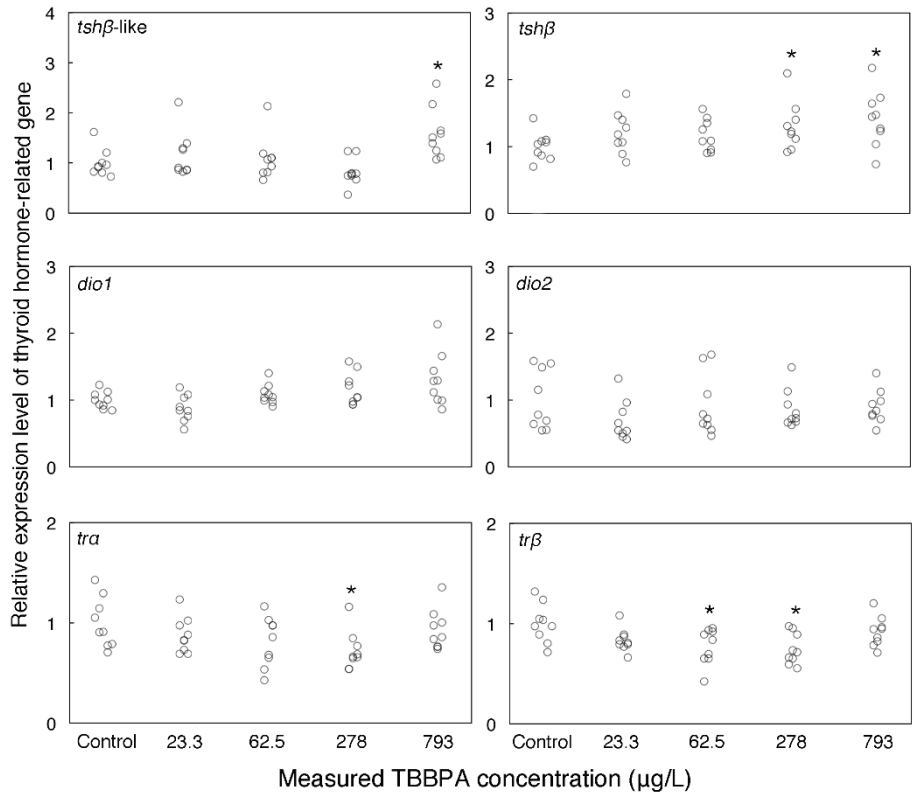 Relative expression level of thyroid hormone-related gene
4
3
2
1
0
tshβ-like
*
3
2
1
0
tshβ
* *
3
2
1
0
dio1
3
2
1
0
dio2
2
1
0
trα
*
2
1
0
trβ
* *
Control 23.3 62.5 278 793
Control 23.3 62.5 278 793
Measured TBBPA concentration (μg/L)